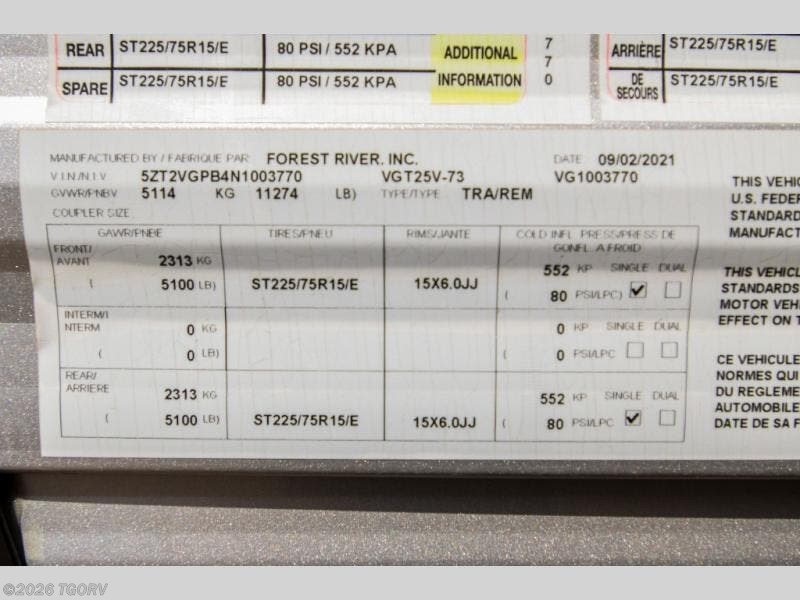 REAR ST225/75R15/E 80 PSI / 552 KPA ADDITIONAL 7 ARRIÈRE ST225/75R15/E
7
SPARE ST225/75R15/E 80 PSI / 552 KPA INFORMATION 0 DE SECOURS ST225/75R15/E
MANUFACTURED BY / FABRIQUE PAR: FOREST RIVER, INC. DATE 09/02/2021
V.I.N / N.I.V 5ZT2VGPB4N1003770 VGT25V-73 VG1003770
GVWR/PNBV 5114 KG 11274 LB) TYPE/TYPE TRA/REM
COUPLER SIZE
GAWR/PNBE TIRES/PNEU RIMS/JANTE COLD INFL. PRESS/PRESS DE
GONFL. A FROID
FRONT/
AVANT 2313 KG 552 KP SINGLE DUAL
( 5100 LB) ST225/75R15/E 15X6.0JJ ( 80 PSI/LPC)
INTERM/I
NTERM 0 KG 0 KP SINGLE DUAL
( 0 LB) ( 0 PSI/LPC
REAR/
ARRIERE 2313 KG 552 KP SINGLE DUAL
( 5100 LB) ST225/75R15/E 15X6.0JJ ( 80 PSI/LPC
THIS VEHIC
U.S. FEDER
STANDARD
MANUFACT
THIS VEHICL
STANDARDS
MOTOR VEH
EFFECT ON T
CE VEHICULE
NORMES QUI
DU REGLEME
AUTOMOBILE
DATE DE SA F
©2026 TGORV